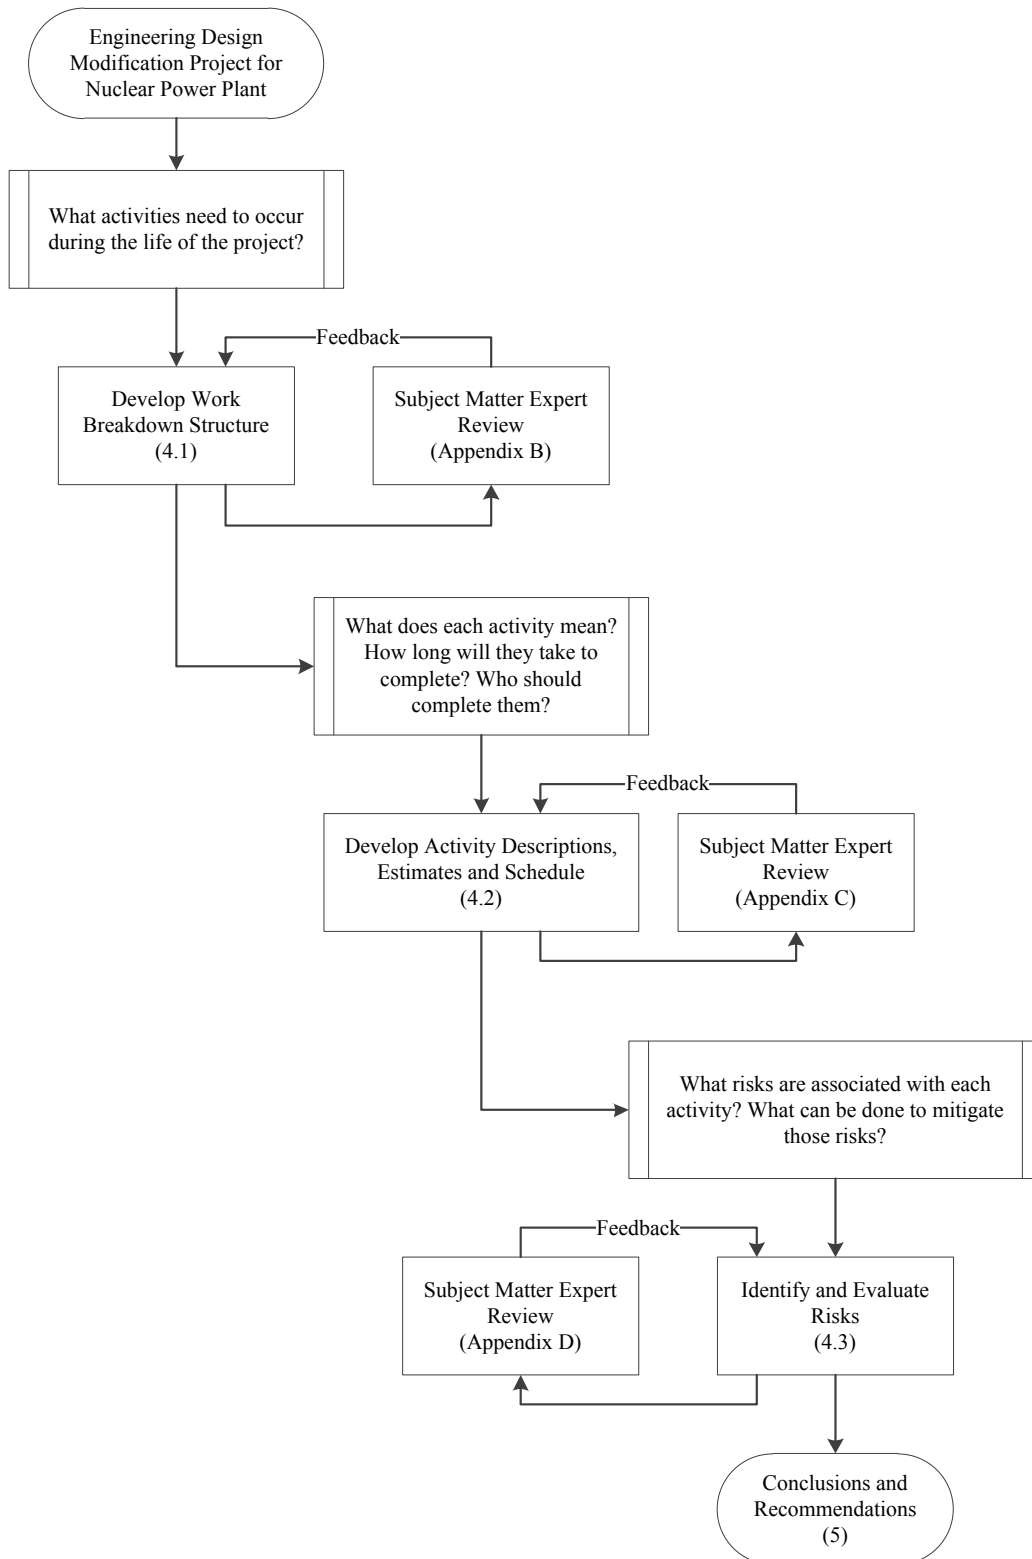 Engineering Design
Modification Project for
Nuclear Power Plant
What activities need to occur
during the life of the project?
Feedback
Develop Work
Breakdown Structure
(4.1)
Subject Matter Expert
Review
(Appendix B)
What does each activity mean?
How long will they take to
complete? Who should
complete them?
Feedback
Develop Activity Descriptions,
Estimates and Schedule
(4.2)
Subject Matter Expert
Review
(Appendix C)
What risks are associated with each
activity? What can be done to mitigate
those risks?
Feedback
Subject Matter Expert
Review
(Appendix D)
Identify and Evaluate
Risks
(4.3)
Conclusions and
Recommendations
(5)